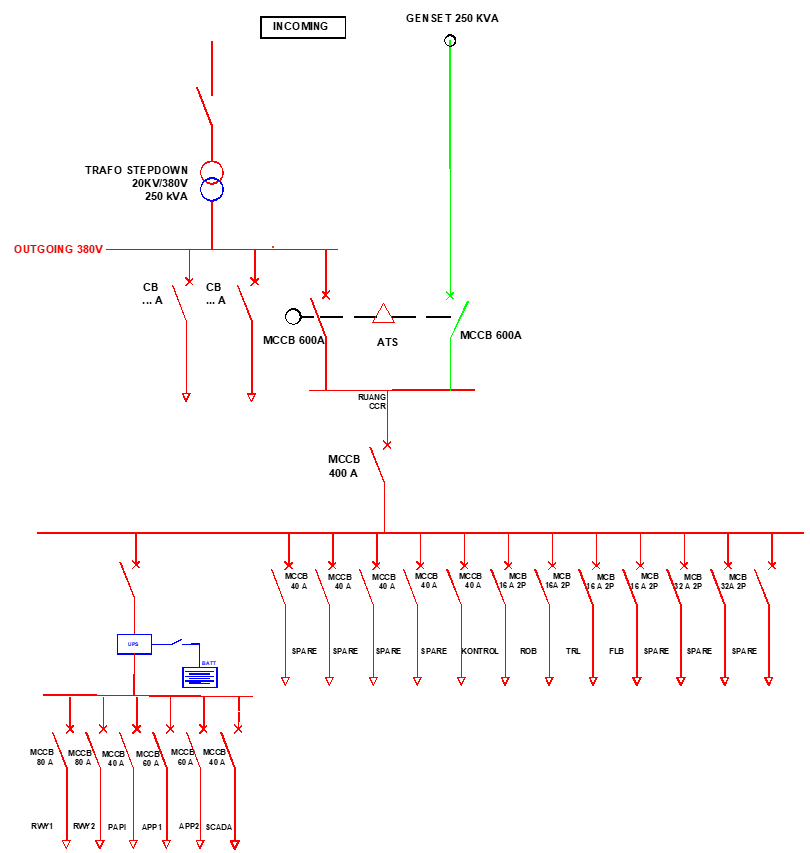 INCOMING
GENSET 250 KVA
TRAFO STEPDOWN
20KV/380V
250 kVA
OUTGOING 380V
CB
... A
CB
... A
MCCB 600A
ATS
MCCB 600A
RUANG
CCR
MCCB
400 A
MCCB
40 A
MCCB
40 A
MCCB
40 A
MCCB
40 A
MCCB
40 A
MCB
16 A 2P
MCB
16A 2P
MCB
16 A 2P
MCB
16 A 2P
MCB
32 A 2P
MCB
32A 2P
SPARE
SPARE
SPARE
SPARE
KONTROL
ROB
TRL
FLB
SPARE
SPARE
SPARE
UPS
BATT
MCCB
80 A
MCCB
80 A
MCCB
40 A
MCCB
60 A
MCCB
60 A
MCCB
40 A
RWY1
RWY2
PAPI
APP1
APP2
SCADA